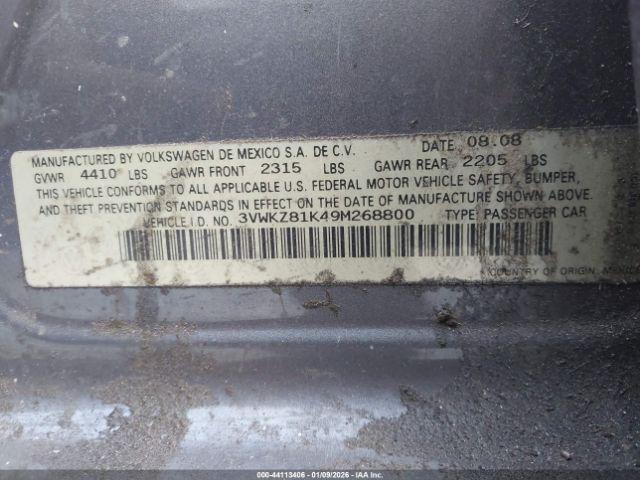 MANUFACTURED BY VOLKSWAGEN DE MEXICO S.A. DE C.V. DATE 08.08
GVWR 4410 LBS GAWR FRONT 2315 LBS GAWR REAR 2205 LBS
THIS VEHICLE CONFORMS TO ALL APPLICABLE U.S. FEDERAL MOTOR VEHICLE SAFETY, BUMPER,
AND THEFT PREVENTION STANDARDS IN EFFECT ON THE DATE OF MANUFACTURE SHOWN ABOVE.
VEHICLE I.D. NO. 3VWKZ81K49M268800 TYPE: PASSENGER CAR
COUNTRY OF ORIGIN: MEXICO
000-44113406 | 01/09/2026 | IAA Inc.